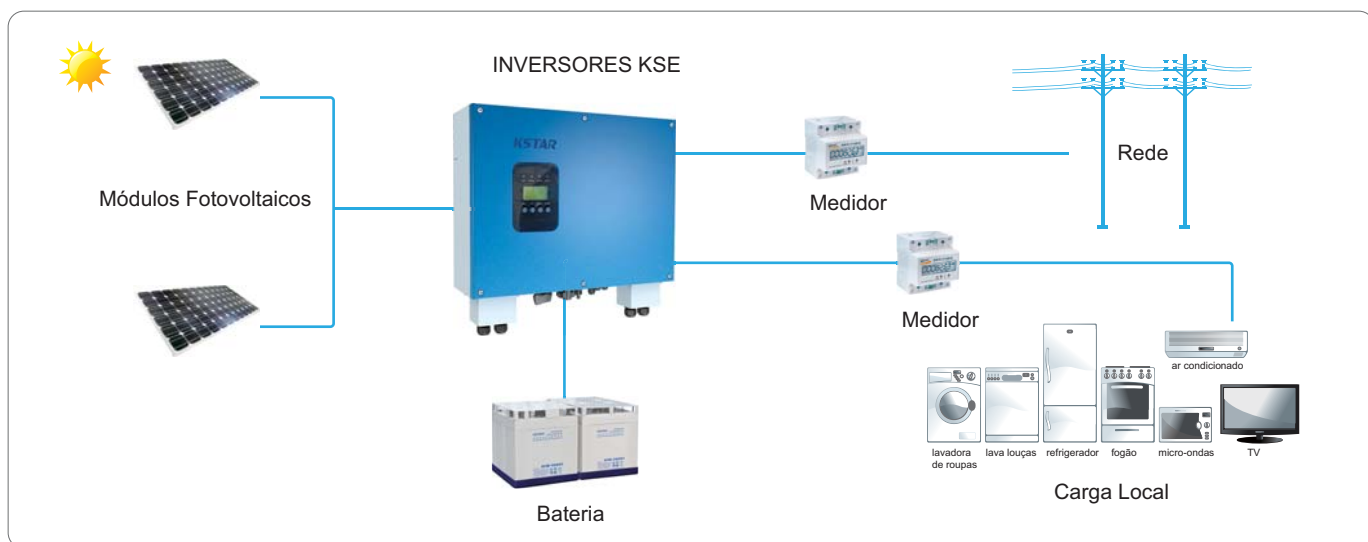 INVERSORES KSE
KSTAR
Rede
Módulos Fotovoltaicos
Medidor
Medidor
ar condicionado
lavadora
de roupas
lava louças
refrigerador
fogão
micro-ondas
TV
Bateria
Carga Local